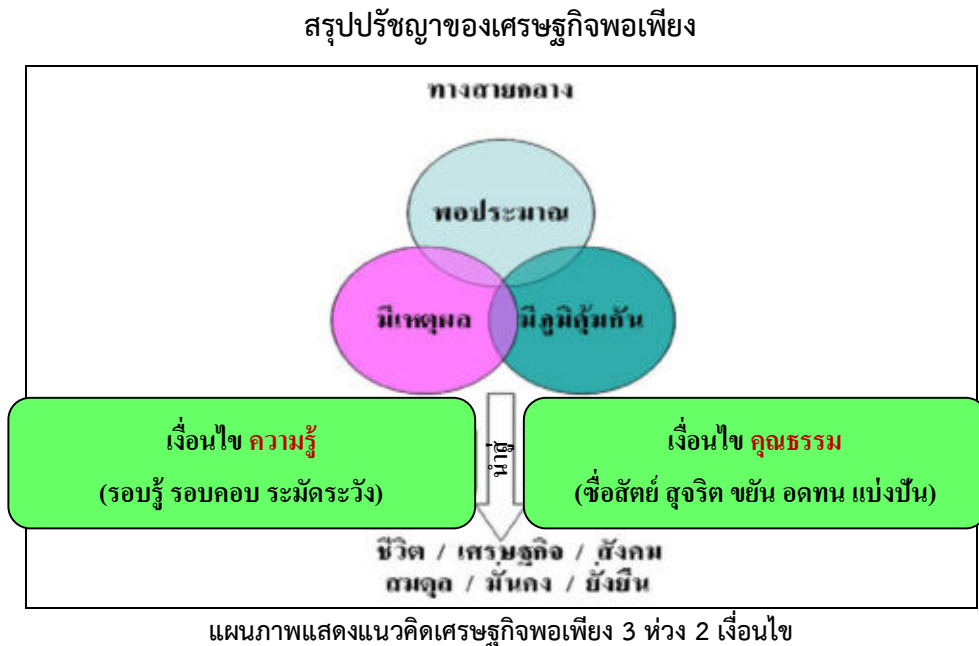 สรุปปรัชญาของเศรษฐกิจพอเพียง
ทางสายกลาง
พอประมาณ
มีเหตุผล
มีภูมิคุ้มกัน
เงื่อนไข ความรู้
(รอบรู้ รอบคอบ ระมัดระวัง)
นำสู่
เงื่อนไข คุณธรรม
(ซื่อสัตย์ สุจริต ขยัน อดทน แบ่งปัน)
ชีวิต / เศรษฐกิจ / สังคม
สมดุล / มั่นคง / ยั่งยืน
แผนภาพแสดงแนวคิดเศรษฐกิจพอเพียง 3 ห่วง 2 เงื่อนไข